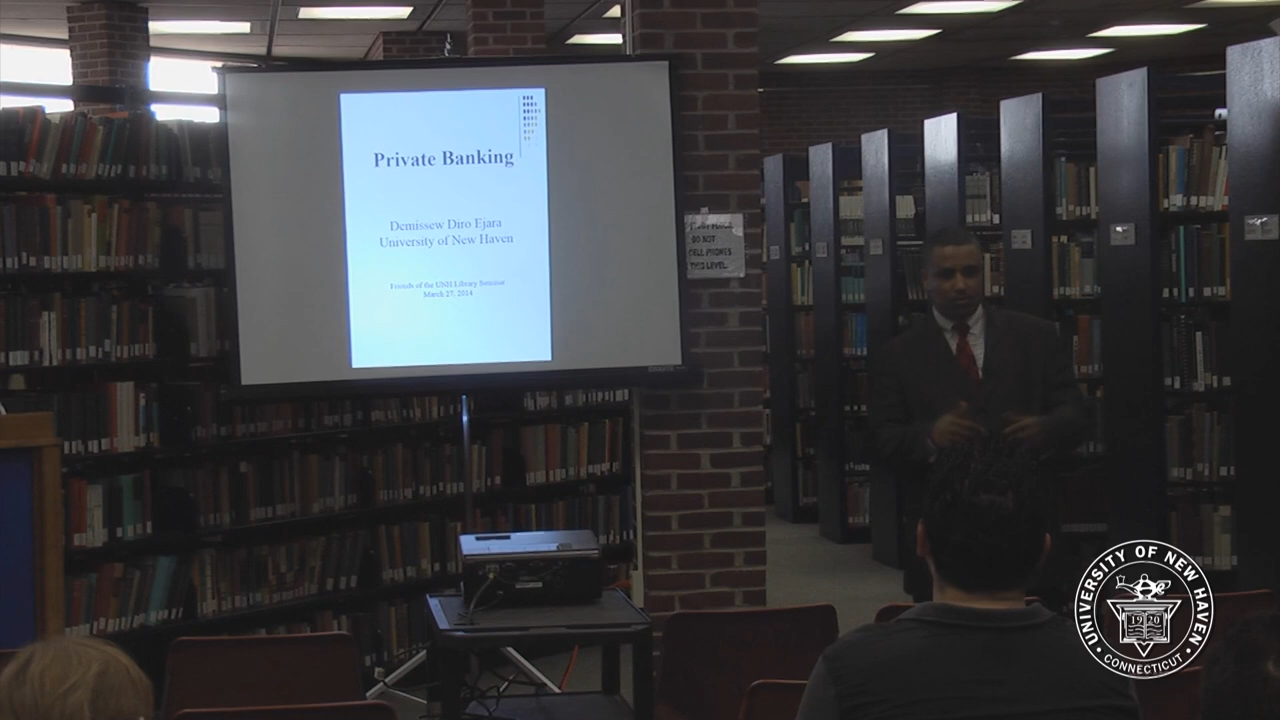 Private Banking
Demissew Diro Ejara
University of New Haven
Friends of the UNH Library Seminar
March 27, 2014
DO NOT
CELL PHONES
THIS LEVEL.
UNIVERSITY OF NEW HAVEN
1920
CONNECTICUT